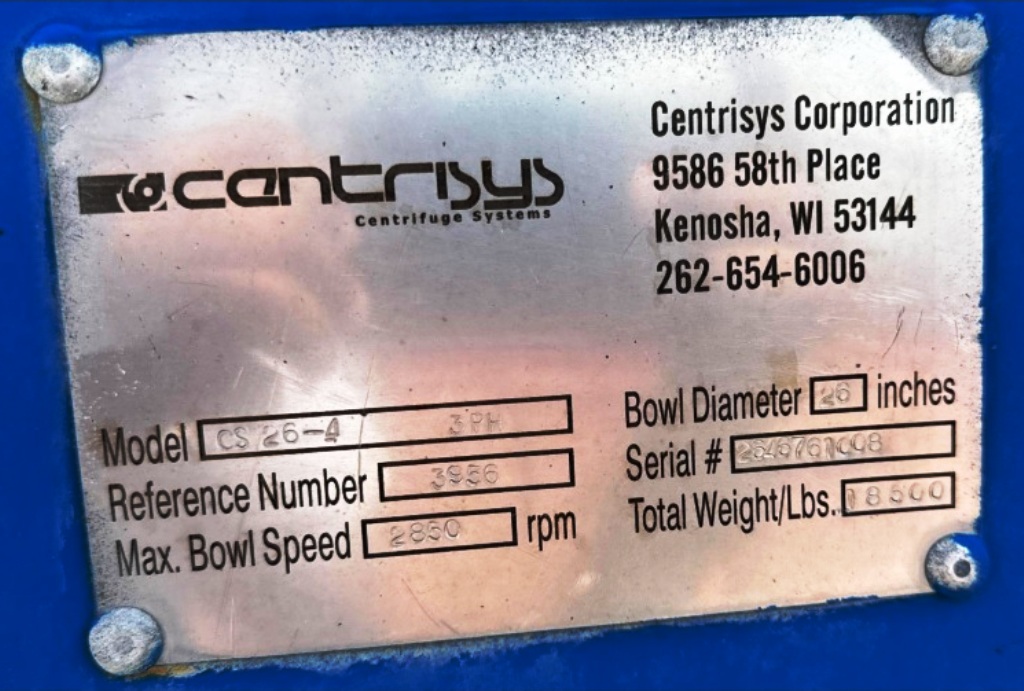 centrisys
Centrifuge Systems
Centrisys Corporation
9586 58th Place
Kenosha, WI 53144
262-654-6006
Model CS 26-4 3PH
Reference Number 3956
Max. Bowl Speed 2850 rpm
Bowl Diameter 26 inches
Serial #
Total Weight/Lbs. 18500